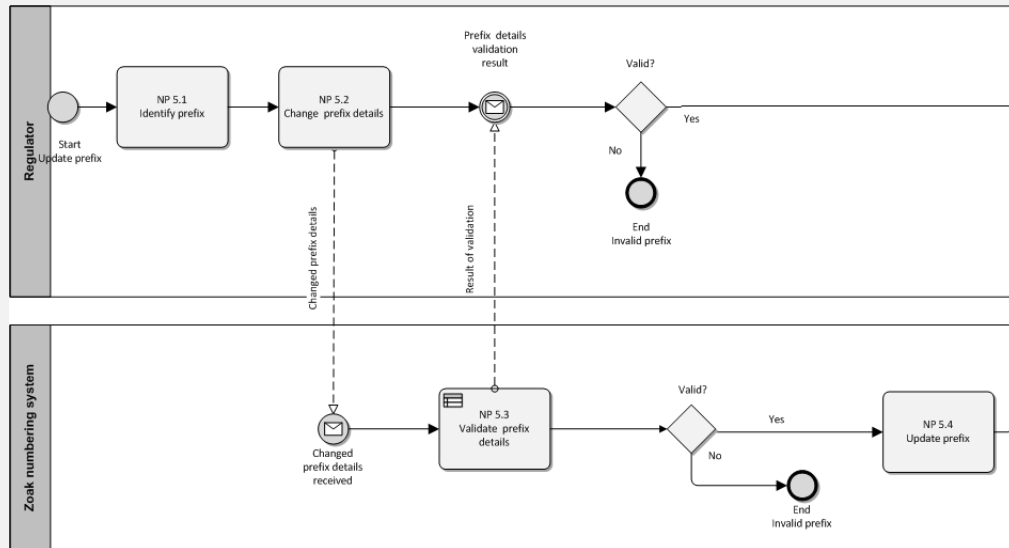 Regulator
Start
Update prefix
NP 5.1
Identify prefix
NP 5.2
Change prefix details
Prefix details
validation
result
Valid?
Yes
No
End
Invalid prefix
Changed prefix details
Result of validation
Zoak numbering system
Changed
prefix details
received
NP 5.3
Validate prefix
details
Valid?
Yes
No
End
Invalid prefix
NP 5.4
Update prefix